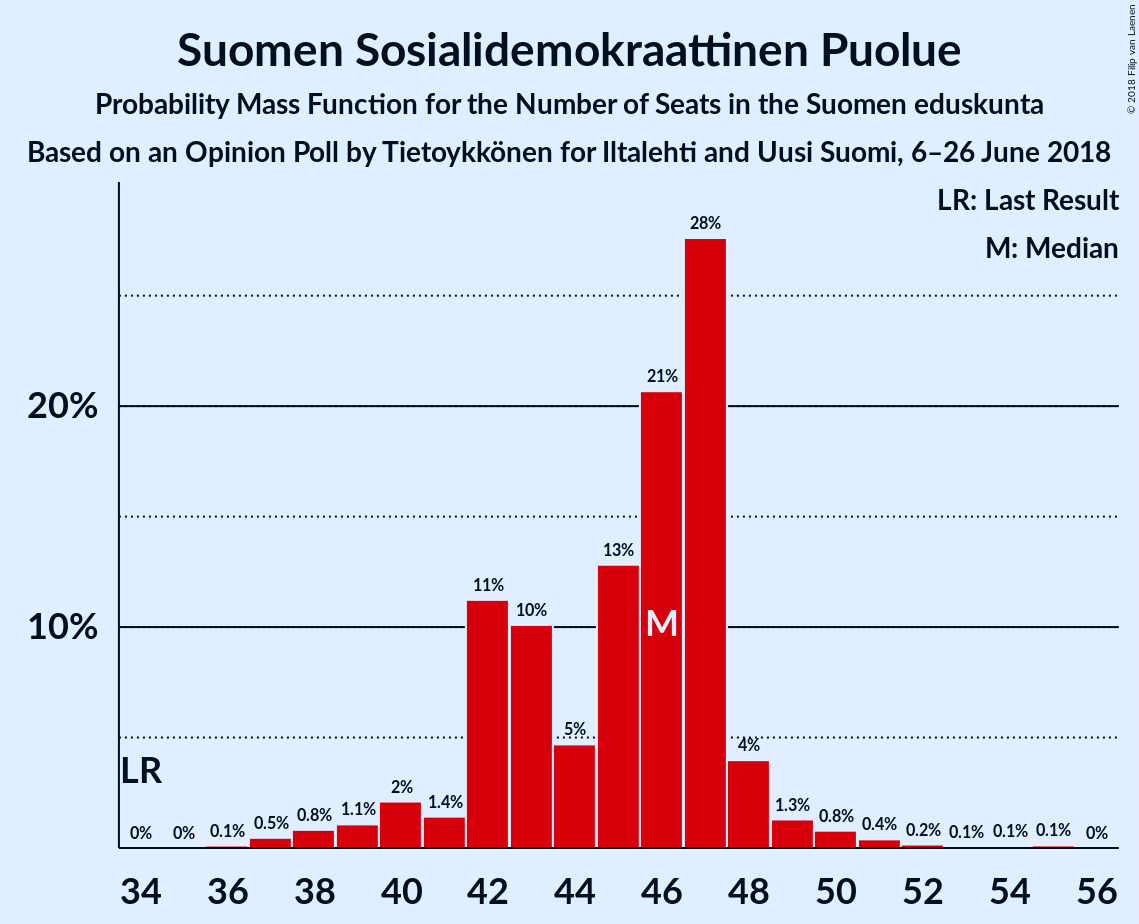 Suomen Sosialidemokraattinen Puolue
Probability Mass Function for the Number of Seats in the Suomen eduskunta
Based on an Opinion Poll by Tietoykkönen for Iltalehti and Uusi Suomi, 6–26 June 2018
© 2018 Filip van Laenen
LR: Last Result
M: Median
28%
21%
20%
13%
11%
10%
10%
M
5%
4%
LR
2%
1.4%
1.3%
1.1%
0.8%
0.8%
0.5%
0.4%
0% 0% 0.1% 0.2% 0.1% 0.1% 0.1% 0%
34 36 38 40 42 44 46 48 50 52 54 56